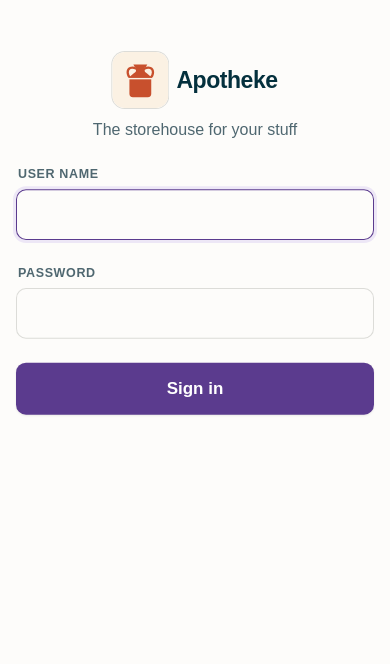 Apotheke
The storehouse for your stuff
USER NAME
PASSWORD
Sign in